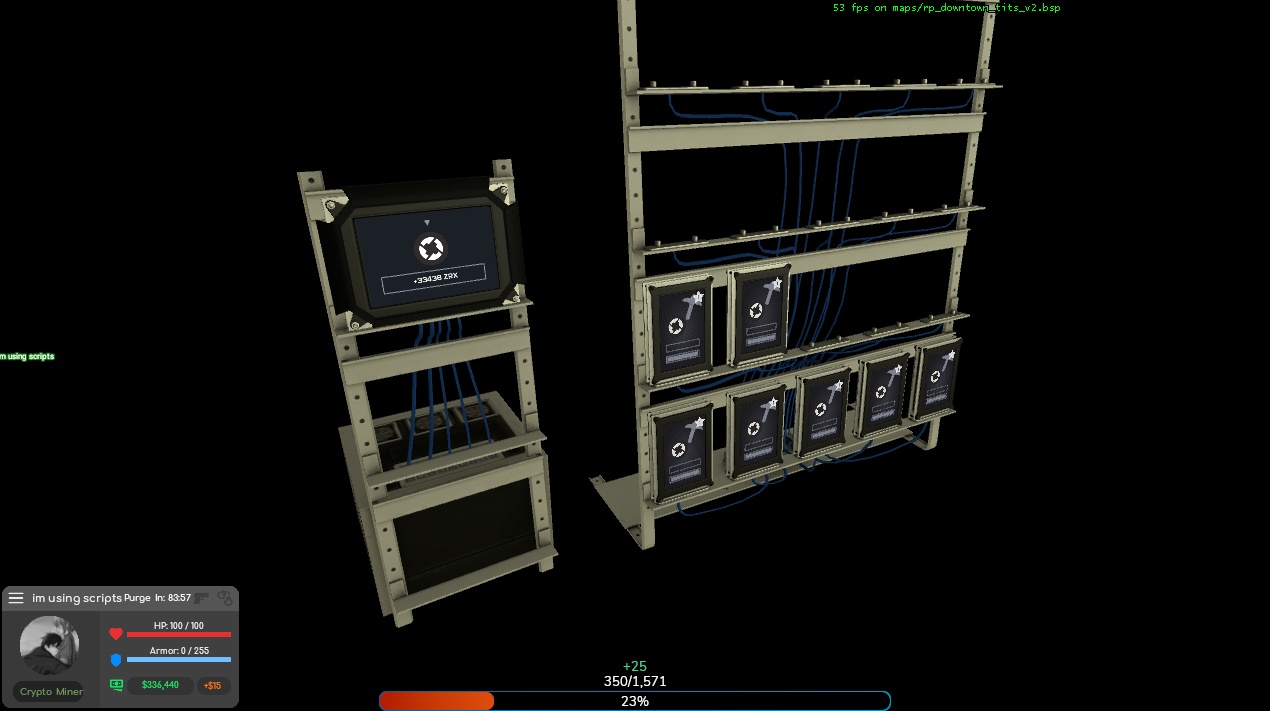 53 fps on maps/rp_downtown_tits_v2.bsp
+33438 ZRX
m using scripts
im using scripts Purge In: 83:57
HP: 100 / 100
Armor: 0 / 255
Crypto Miner
$336,440
+$15
+25
350/1,571
23%